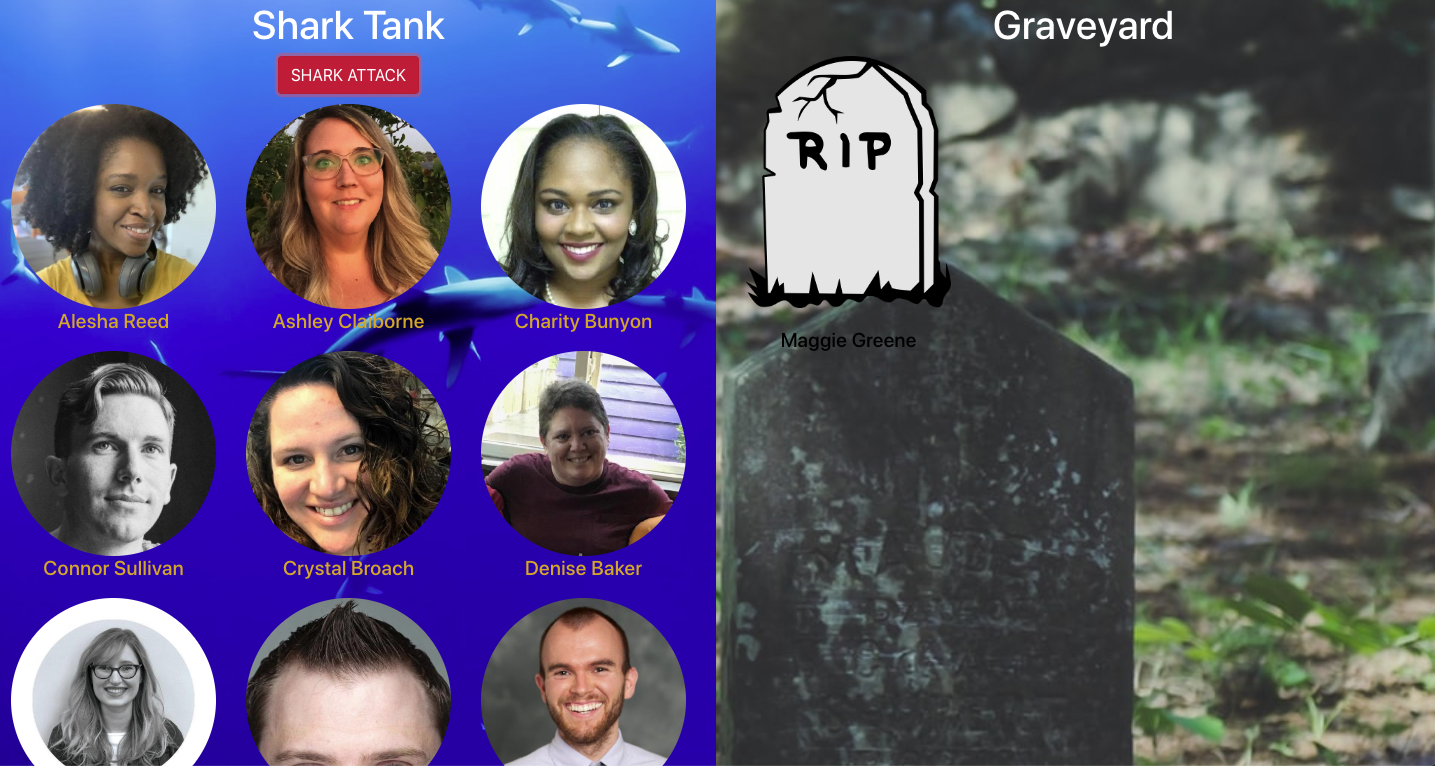 Shark Tank
SHARK ATTACK
Alesha Reed
Ashley Claiborne
Charity Bunyon
Connor Sullivan
Crystal Broach
Denise Baker
Graveyard
RIP
Maggie Greene